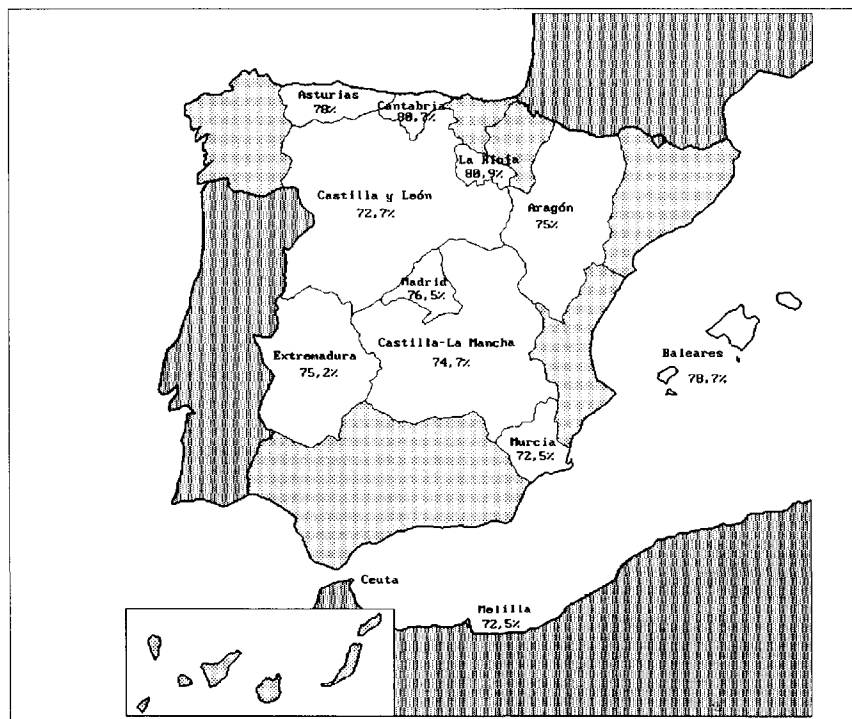 Asturias
78%
Cantabria
80,7%
La Rioja
80,9%
Castilla y León
72,7%
Aragón
75%
Madrid
76,5%
Castilla-La Mancha
74,7%
Extremadura
75,2%
Baleares
78,7%
Murcia
72,5%
Ceuta
Melilla
72,5%